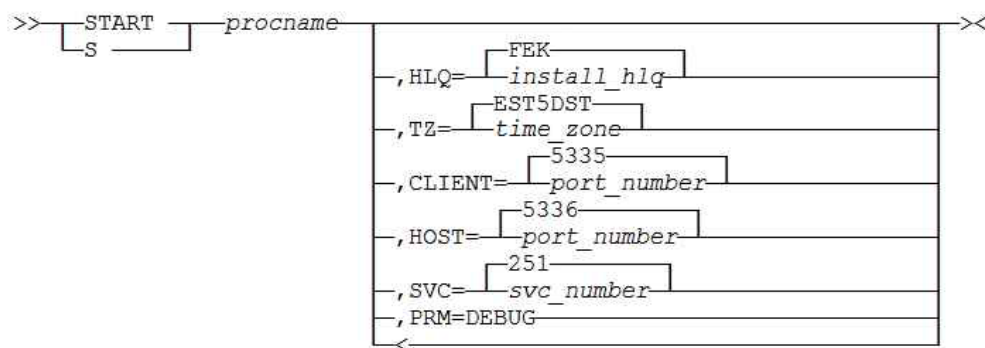 >>── START ── procname ──><
S
FEK
,HLQ= install_hlq
EST5DST
,TZ= time_zone
5335
,CLIENT= port_number
5336
,HOST= port_number
251
,SVC= svc_number
,PRM=DEBUG
<